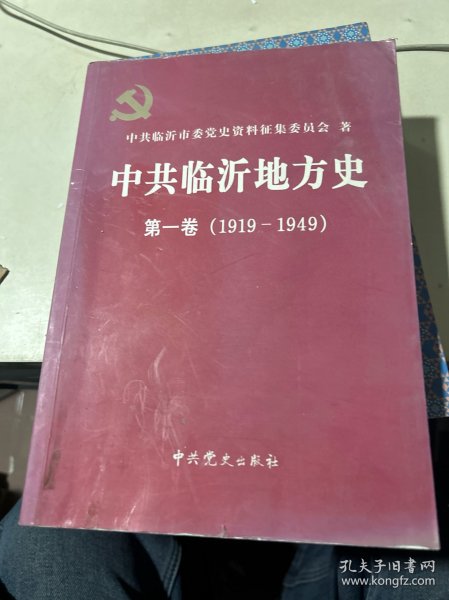 中共临沂市委党史资料征集委员会 著
中共临沂地方史
第一卷（1919－1949）
中共党史出版社
孔夫子旧书网
www.kongfz.com